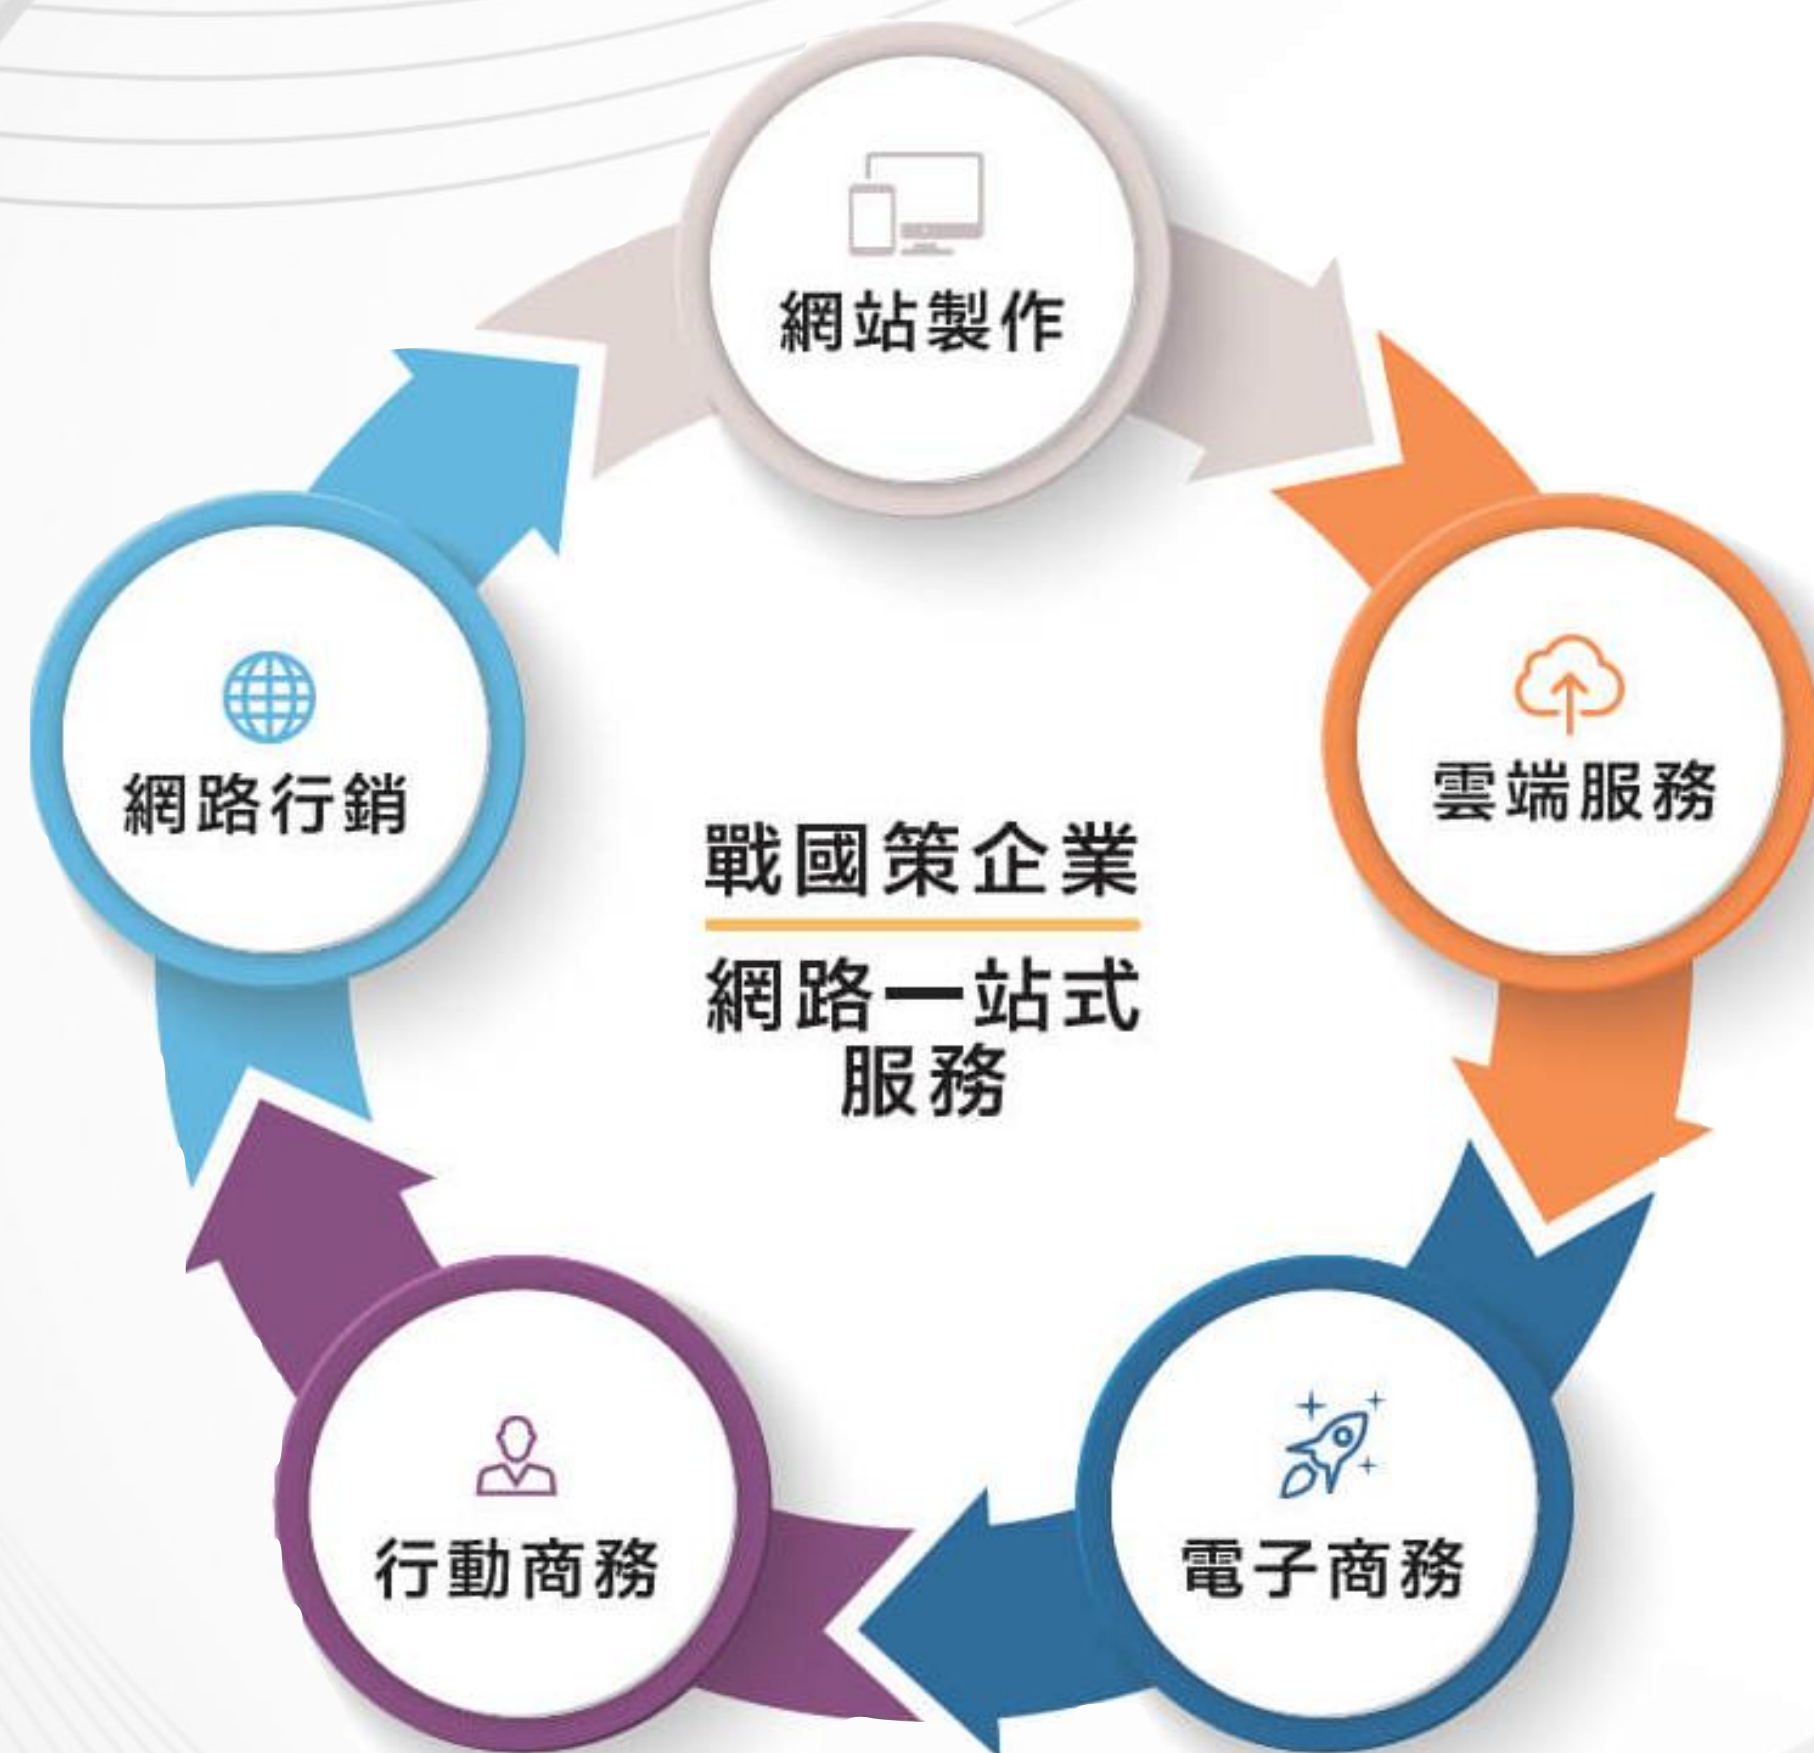 網站製作
雲端服務
電子商務
行動商務
網路行銷
戰國策企業
網路一站式
服務